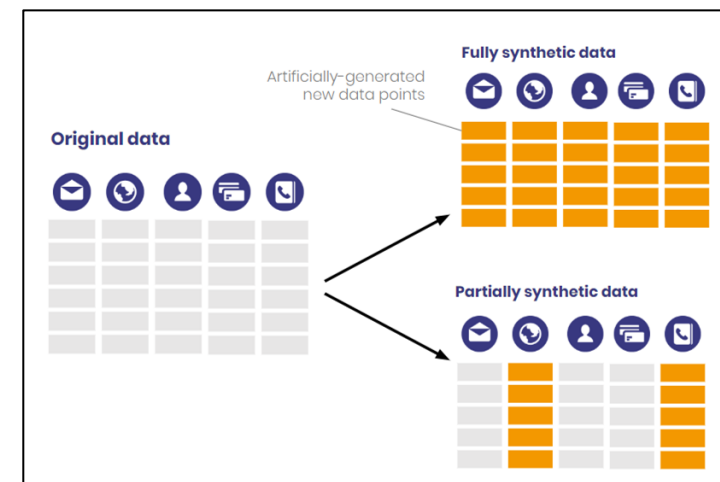 Fully synthetic data
Artificially-generated
new data points
Original data
Partially synthetic data